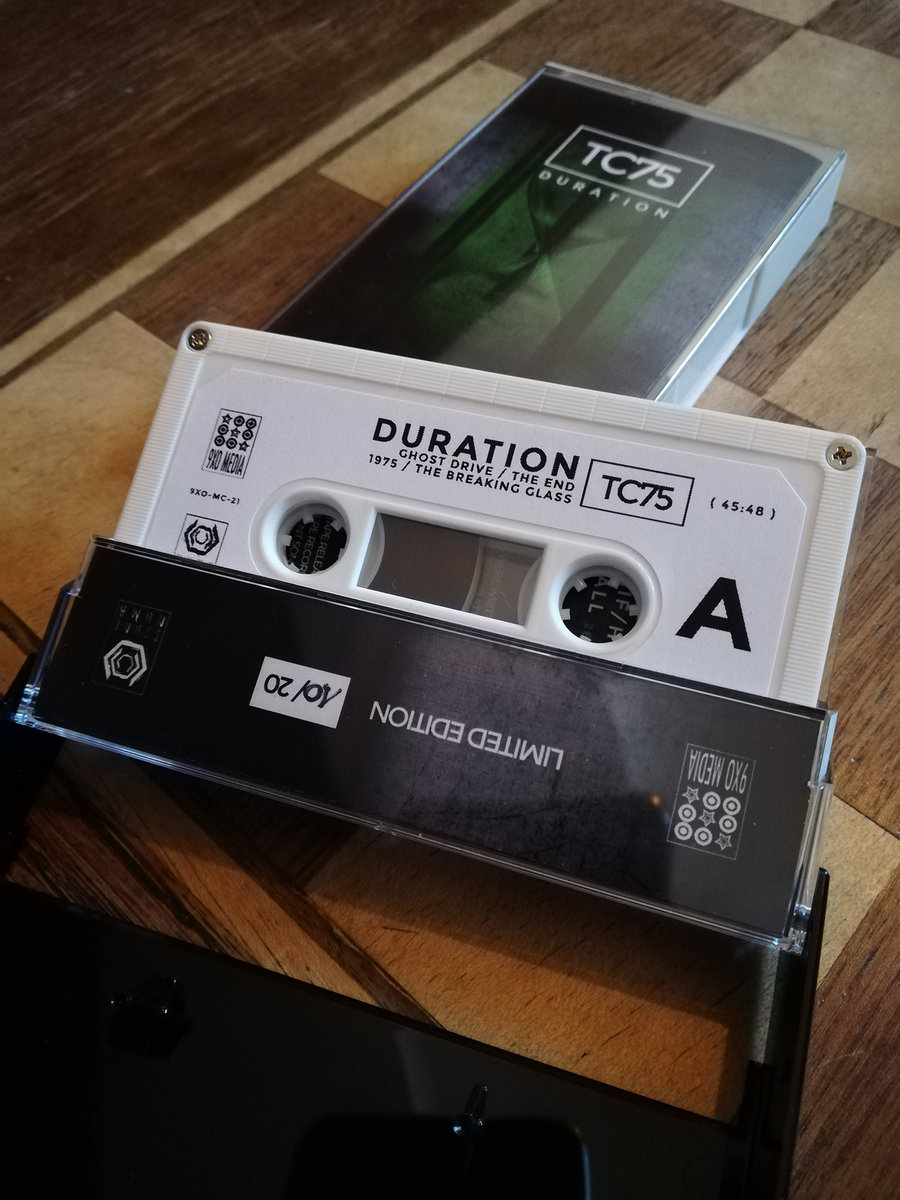 TC75
DURATION
DURATION
GHOST DRIVE / THE END
1975 / THE BREAKING GLASS
TC75
( 45:48 )
9XO MEDIA
9XO-MC-21
A
LIMITED EDITION
10/20
9XO MEDIA